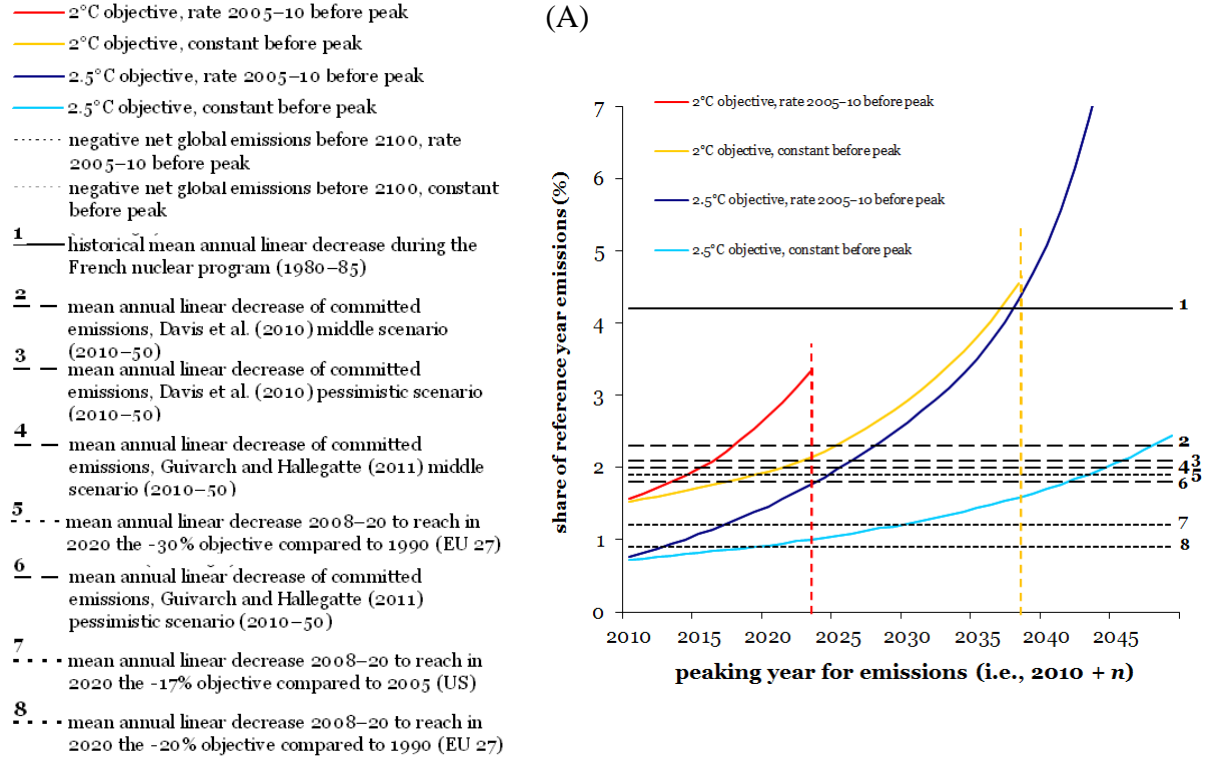 2°C objective, rate 2005–10 before peak
2°C objective, constant before peak
2.5°C objective, rate 2005–10 before peak
2.5°C objective, constant before peak
negative net global emissions before 2100, rate
2005–10 before peak
negative net global emissions before 2100, constant
before peak
1
historical mean annual linear decrease during the
French nuclear program (1980–85)
2
mean annual linear decrease of committed
emissions, Davis et al. (2010) middle scenario
(2010–50)
3
mean annual linear decrease of committed
emissions, Davis et al. (2010) pessimistic scenario
(2010–50)
4
mean annual linear decrease of committed
emissions, Guivarch and Hallegatte (2011) middle
scenario (2010–50)
5
mean annual linear decrease 2008–20 to reach in
2020 the -30% objective compared to 1990 (EU 27)
6
mean annual linear decrease of committed
emissions, Guivarch and Hallegatte (2011)
pessimistic scenario (2010–50)
7
mean annual linear decrease 2008–20 to reach in
2020 the -17% objective compared to 2005 (US)
8
mean annual linear decrease 2008–20 to reach in
2020 the -20% objective compared to 1990 (EU 27)
(A)
2°C objective, rate 2005–10 before peak
2°C objective, constant before peak
2.5°C objective, rate 2005–10 before peak
2.5°C objective, constant before peak
share of reference year emissions (%)
7
6
5
4
3
2
1
0
1
2
3
4
5
6
7
8
2010 2015 2020 2025 2030 2035 2040 2045
peaking year for emissions (i.e., 2010 + n)